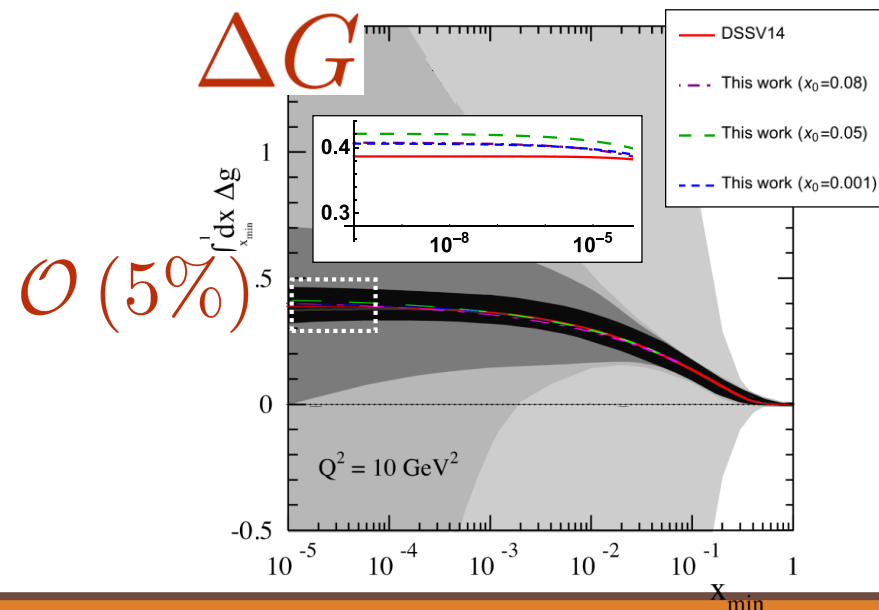 ΔG
DSSV14
This work (x₀=0.08)
This work (x₀=0.05)
This work (x₀=0.001)
0.4
0.3
10⁻⁸
10⁻⁵
∫¹ₓₘᵢₙ dx Δg
1
.5
0
-0.5
O (5%)
Q² = 10 GeV²
10⁻⁵
10⁻⁴
10⁻³
10⁻²
10⁻¹
1
xₘᵢₙ